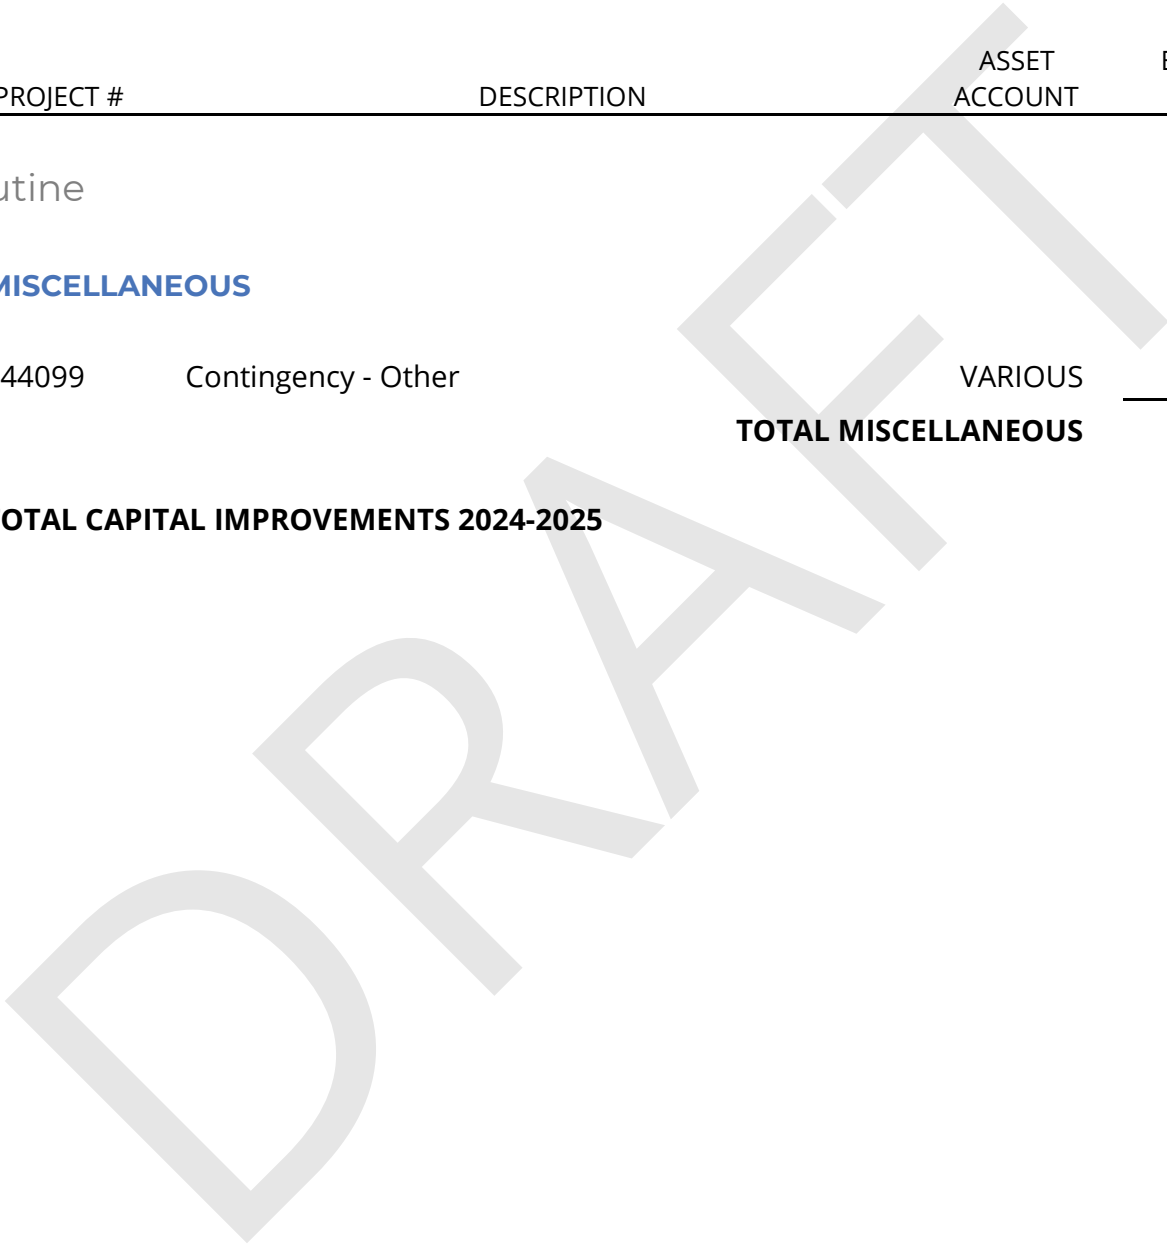 ASSET
PROJECT # DESCRIPTION ACCOUNT
utine
MISCELLANEOUS
44099 Contingency - Other VARIOUS
TOTAL MISCELLANEOUS
OTAL CAPITAL IMPROVEMENTS 2024-2025
DRAFT